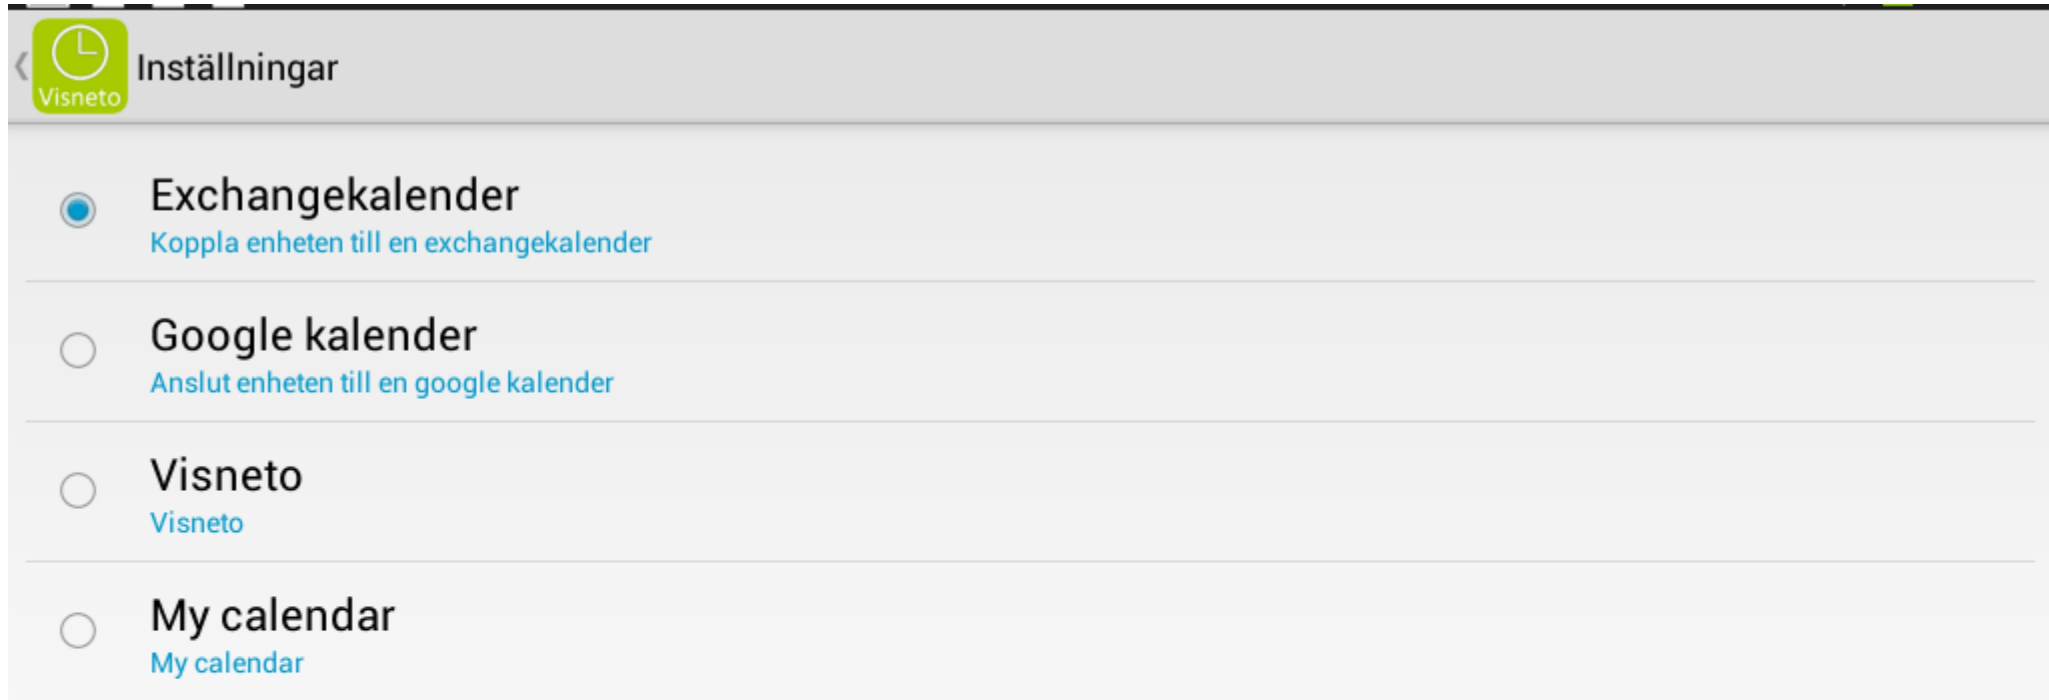 Visneto
Inställningar
Exchangekalender
Koppla enheten till en exchangekalender
Google kalender
Anslut enheten till en google kalender
Visneto
Visneto
My calendar
My calendar